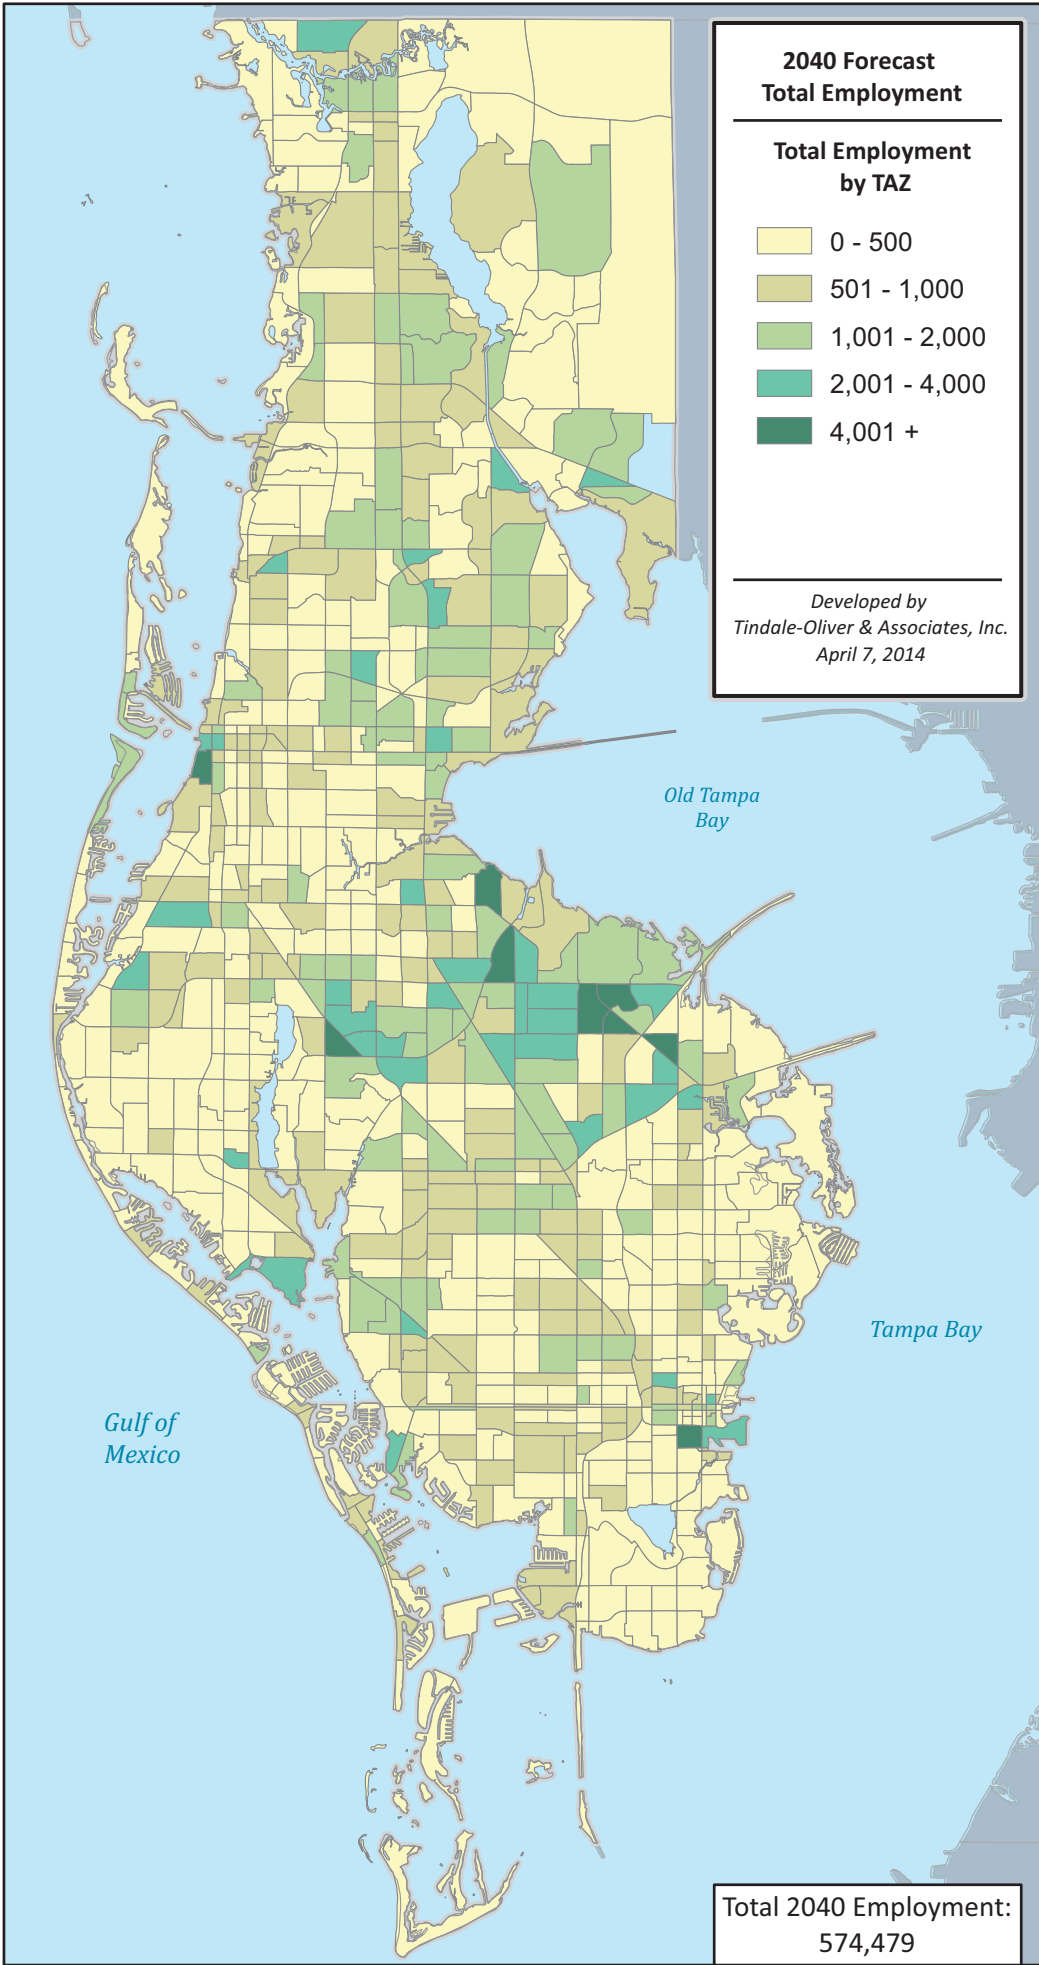 2040 Forecast
Total Employment
Total Employment
by TAZ
0 - 500
501 - 1,000
1,001 - 2,000
2,001 - 4,000
4,001 +
Developed by
Tindale-Oliver & Associates, Inc.
April 7, 2014
Old Tampa
Bay
Tampa Bay
Gulf of
Mexico
Total 2040 Employment:
574,479